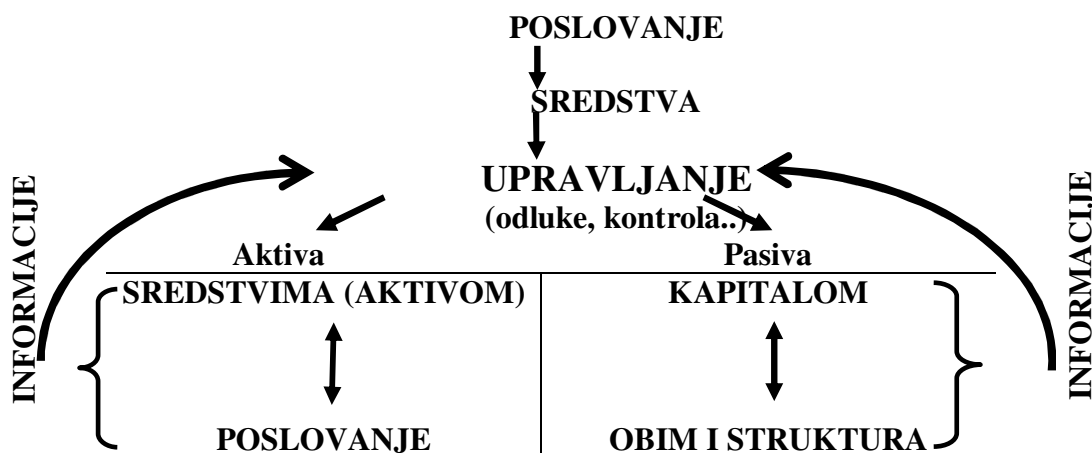 POSLOVANJE
SREDSTVA
UPRAVLJANJE
(odluke, kontrola..)
Aktiva Pasiva
SREDSTVIMA (AKTIVOM) KAPITALOM
POSLOVANJE OBIM I STRUKTURA
INFORMACIJE
INFORMACIJE